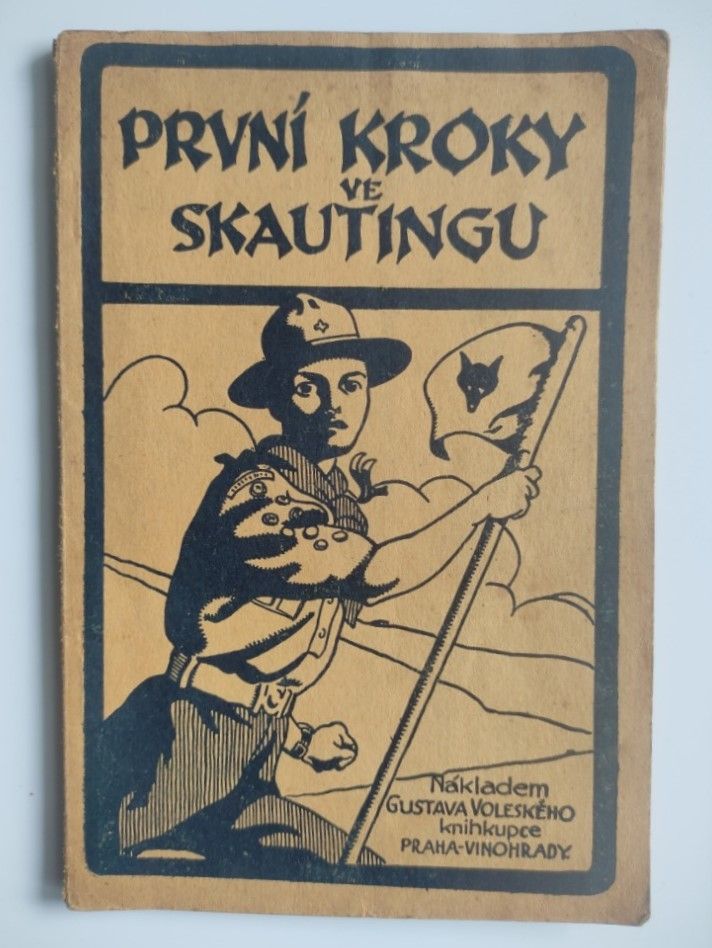 PRVNÍ KROKY
VE
SKAUTINGU
Nákladem
GUSTAVA VOLESKÉHO
knihkupce
PRAHA-VINOHRADY.